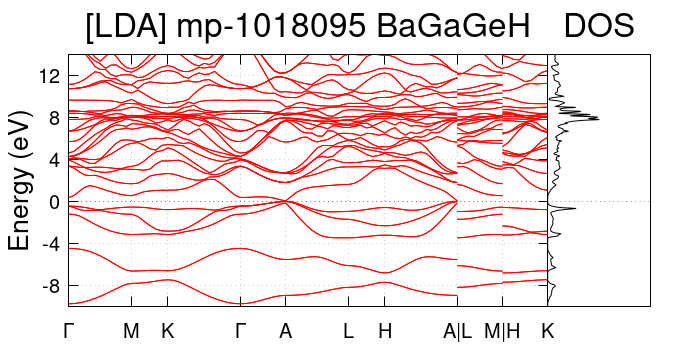 [LDA] mp-1018095 BaGaGeH DOS
Energy (eV)
12
8
4
0
-4
-8
Γ M K Γ A L H A|L M|H K